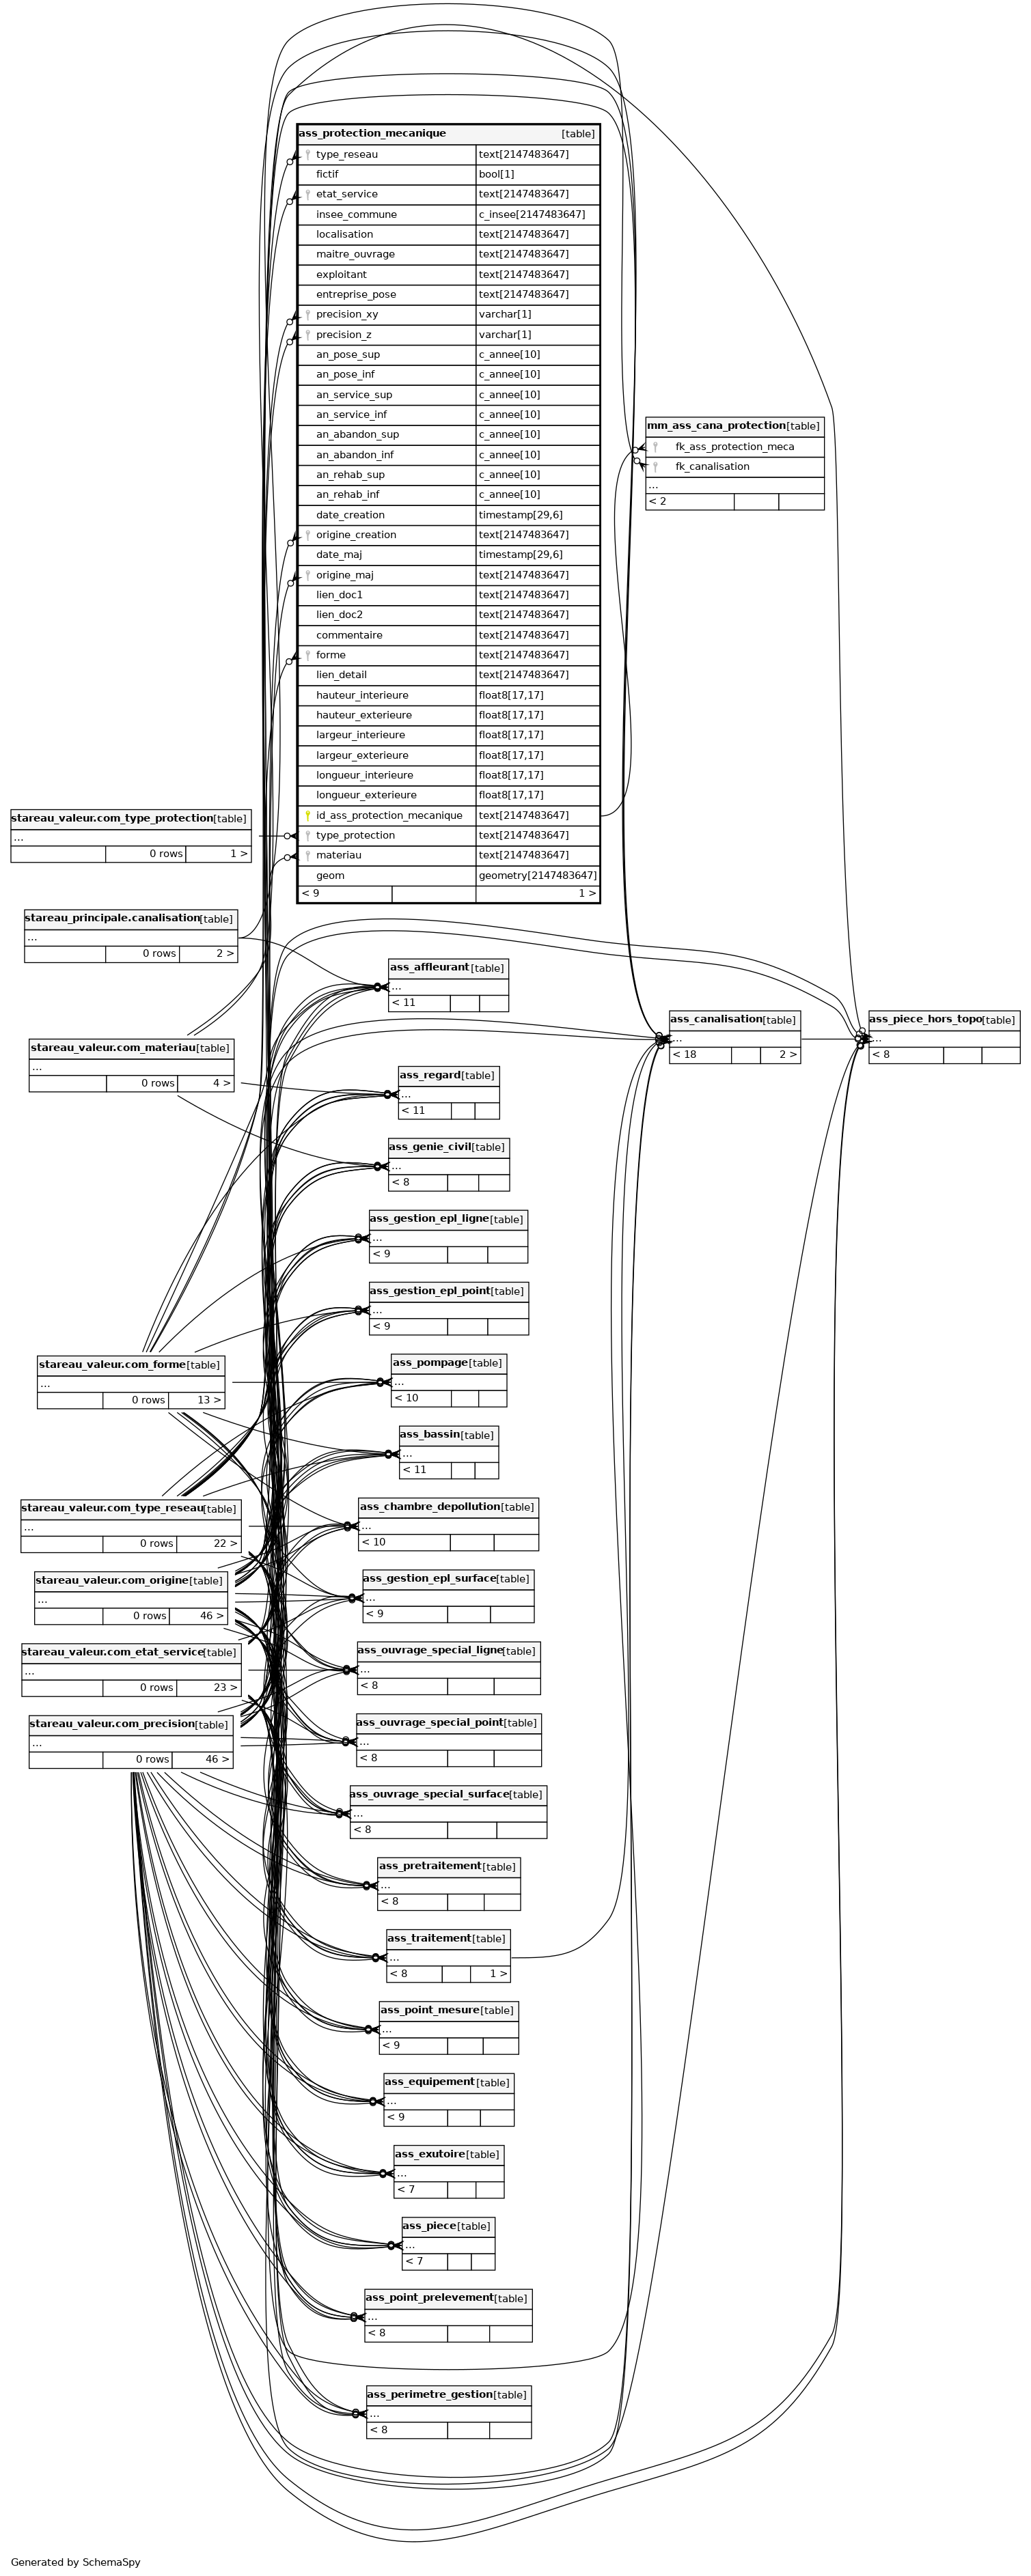 ass_protection_mecanique [table]
type_reseau text[2147483647]
fictif bool[1]
etat_service text[2147483647]
insee_commune c_insee[2147483647]
localisation text[2147483647]
maitre_ouvrage text[2147483647]
exploitant text[2147483647]
entreprise_pose text[2147483647]
precision_xy varchar[1]
precision_z varchar[1]
an_pose_sup c_annee[10]
an_pose_inf c_annee[10]
an_service_sup c_annee[10]
an_service_inf c_annee[10]
an_abandon_sup c_annee[10]
an_abandon_inf c_annee[10]
an_rehab_sup c_annee[10]
an_rehab_inf c_annee[10]
date_creation timestamp[29,6]
origine_creation text[2147483647]
date_maj timestamp[29,6]
origine_maj text[2147483647]
lien_doc1 text[2147483647]
lien_doc2 text[2147483647]
commentaire text[2147483647]
forme text[2147483647]
lien_detail text[2147483647]
hauteur_interieure float8[17,17]
hauteur_exterieure float8[17,17]
largeur_interieure float8[17,17]
largeur_exterieure float8[17,17]
longueur_interieure float8[17,17]
longueur_exterieure float8[17,17]
id_ass_protection_mecanique text[2147483647]
type_protection text[2147483647]
materiau text[2147483647]
geom geometry[2147483647]
< 9 1 >
mm_ass_cana_protection [table]
fk_ass_protection_meca
fk_canalisation
...
< 2
stareau_valeur.com_type_protection [table]
...
0 rows 1 >
stareau_principale.canalisation [table]
...
0 rows 2 >
stareau_valeur.com_materiau [table]
...
0 rows 4 >
stareau_valeur.com_forme [table]
...
0 rows 13 >
stareau_valeur.com_type_reseau [table]
...
0 rows 22 >
stareau_valeur.com_origine [table]
...
0 rows 46 >
stareau_valeur.com_etat_service [table]
...
0 rows 23 >
stareau_valeur.com_precision [table]
...
0 rows 46 >
ass_affleurant [table]
...
< 11
ass_canalisation [table]
...
< 18 2 >
ass_piece_hors_topo [table]
...
< 8
ass_regard [table]
...
< 11
ass_genie_civil [table]
...
< 8
ass_gestion_epl_ligne [table]
...
< 9
ass_gestion_epl_point [table]
...
< 9
ass_pompage [table]
...
< 10
ass_bassin [table]
...
< 11
ass_chambre_depollution [table]
...
< 10
ass_gestion_epl_surface [table]
...
< 9
ass_ouvrage_special_ligne [table]
...
< 8
ass_ouvrage_special_point [table]
...
< 8
ass_ouvrage_special_surface [table]
...
< 8
ass_pretraitement [table]
...
< 8
ass_traitement [table]
...
< 8 1 >
ass_point_mesure [table]
...
< 9
ass_equipement [table]
...
< 9
ass_exutoire [table]
...
< 7
ass_piece [table]
...
< 7
ass_point_prelevement [table]
...
< 8
ass_perimetre_gestion [table]
...
< 8
Generated by SchemaSpy